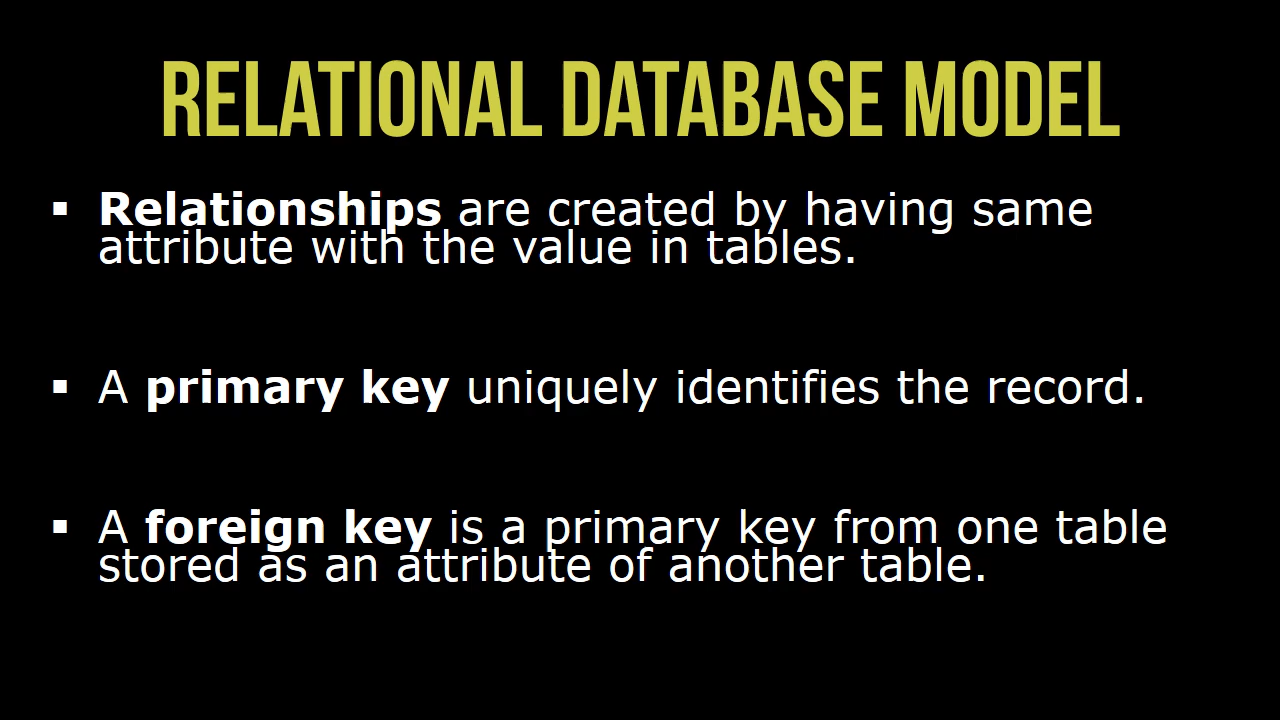 RELATIONAL DATABASE MODEL
▪ Relationships are created by having same
attribute with the value in tables.
▪ A primary key uniquely identifies the record.
▪ A foreign key is a primary key from one table
stored as an attribute of another table.